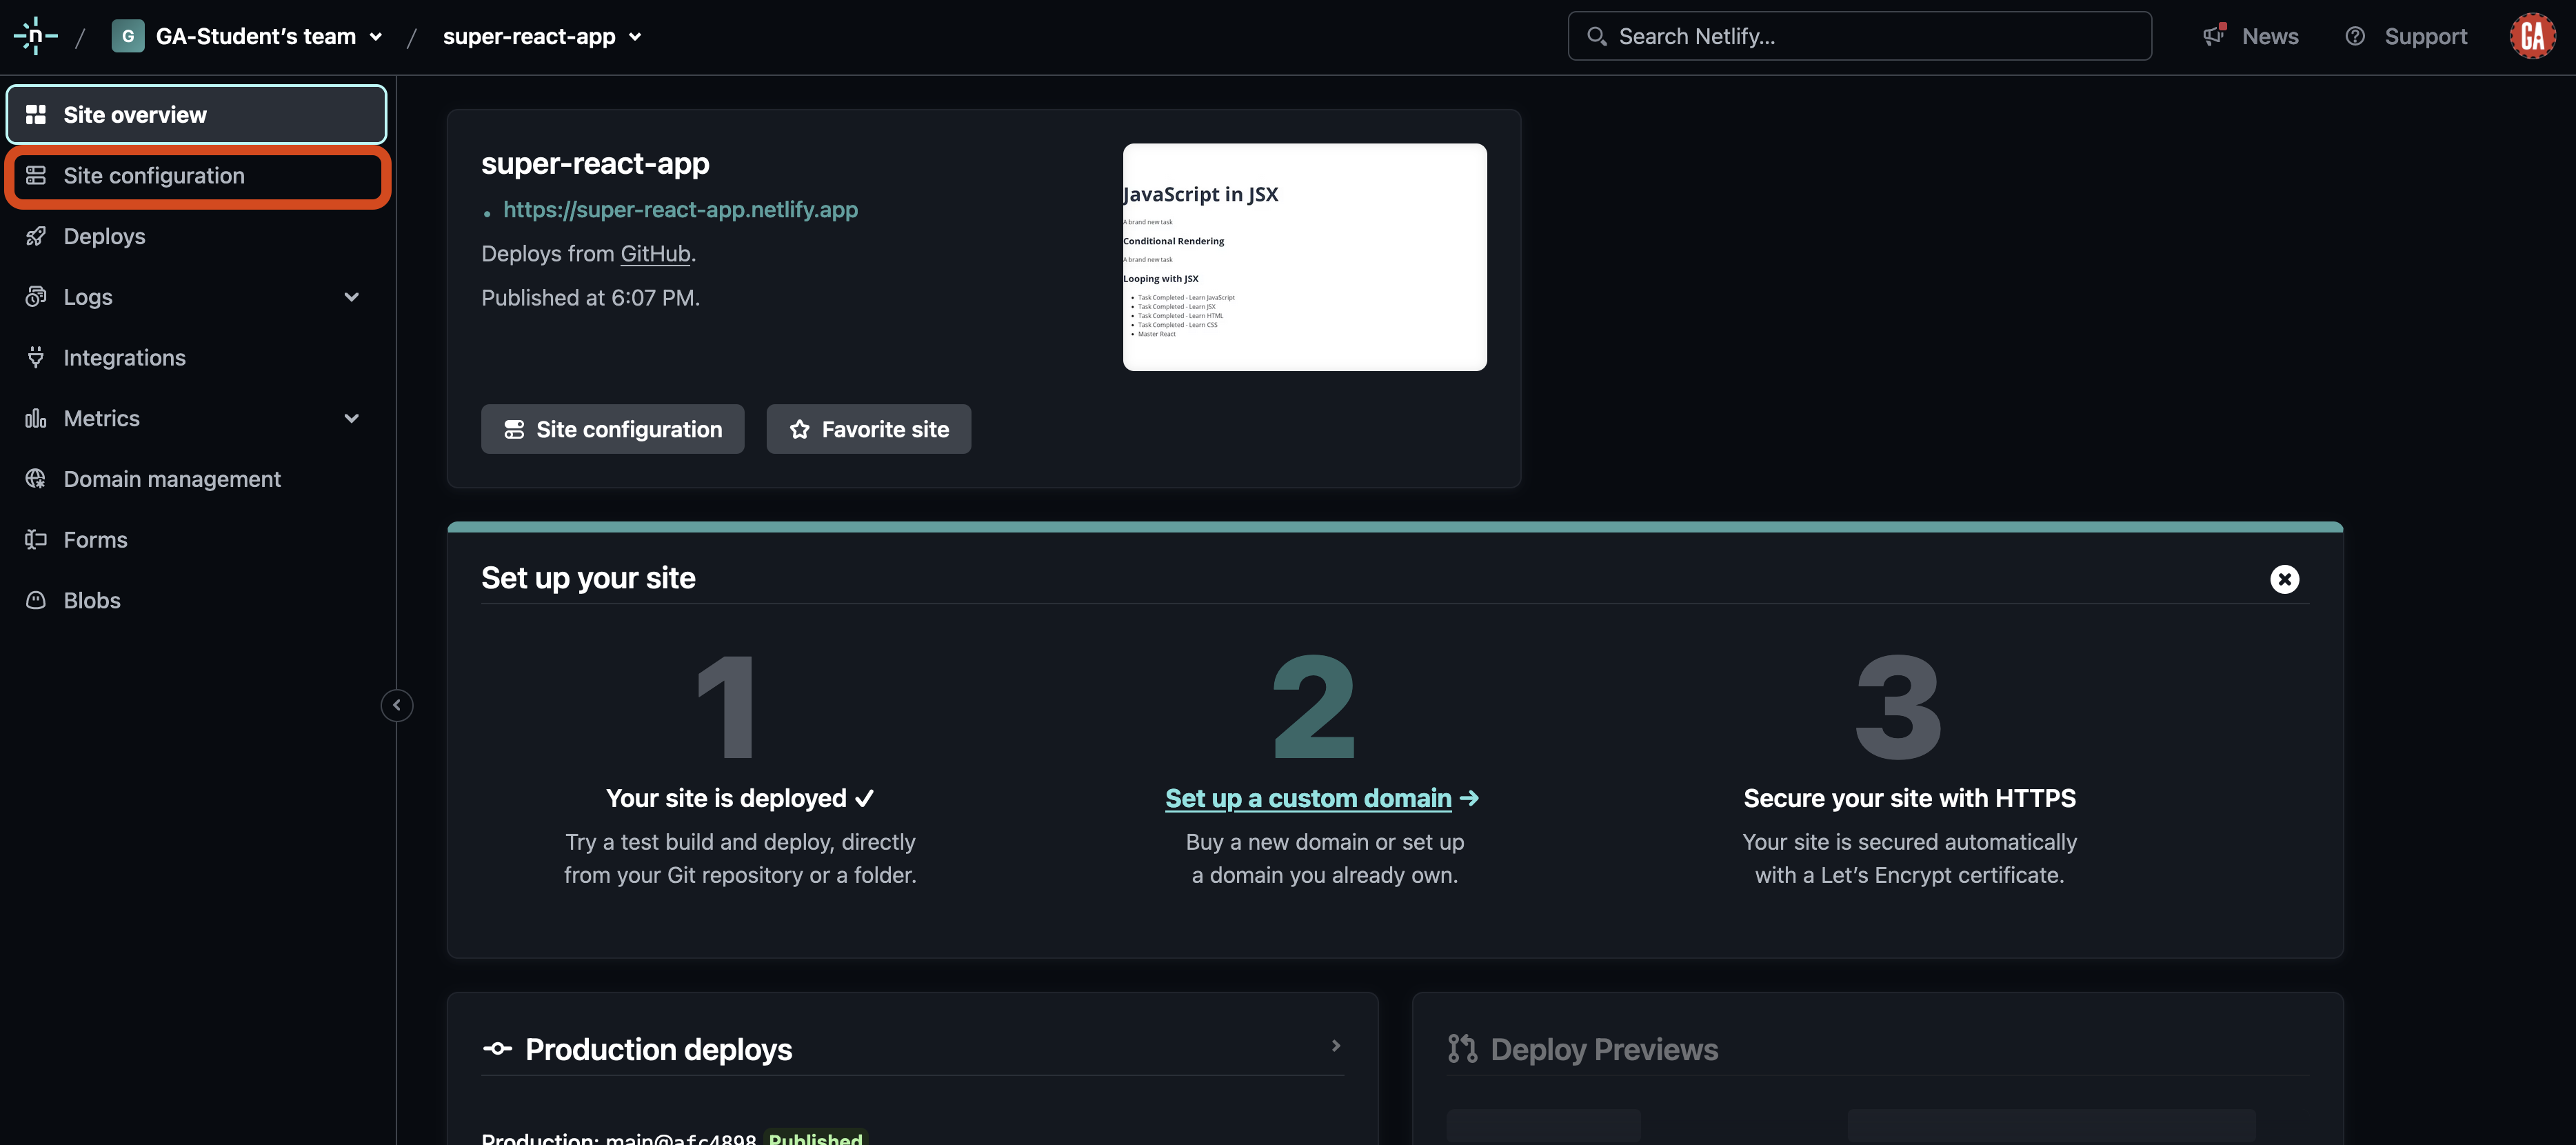 n / G GA-Student's team / super-react-app
Search Netlify...
News
Support
GA
Site overview
Site configuration
Deploys
Logs
Integrations
Metrics
Domain management
Forms
Blobs
super-react-app
https://super-react-app.netlify.app
Deploys from GitHub.
Published at 6:07 PM.
Site configuration
Favorite site
JavaScript in JSX
A brand new task
Conditional Rendering
A brand new task
Looping with JSX
Task Completed - Learn JavaScript
Task Completed - Learn JSX
Task Completed - Learn HTML
Task Completed - Learn CSS
Master React
Set up your site
1
Your site is deployed ✓
Try a test build and deploy, directly
from your Git repository or a folder.
2
Set up a custom domain →
Buy a new domain or set up
a domain you already own.
3
Secure your site with HTTPS
Your site is secured automatically
with a Let's Encrypt certificate.
Production deploys
Production: main@afc4898 Published
Deploy Previews